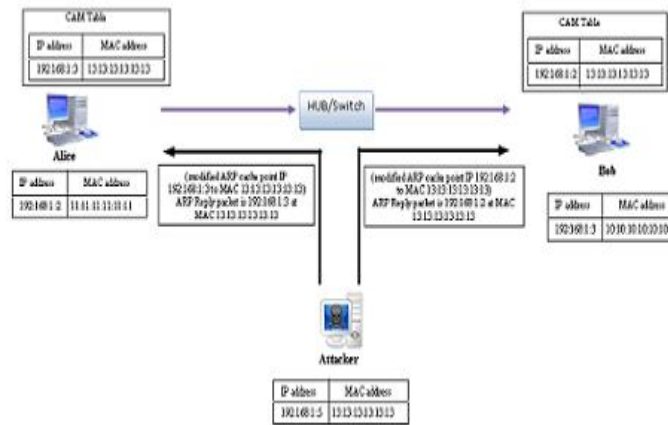 CAM Table
IP address MAC address
192:168:1:3 13:13:13:13:13:13
CAM Table
IP address MAC address
192:168:1:2 13:13:13:13:13:13
HUB/Switch
Alice
IP address MAC address
192:168:1:2 11:11:11:11:11:11
(modified ARP cache point IP
192:168:1:3 to MAC 13:13:13:13:13:13)
ARP Reply packet is 192:168:1:3 at
MAC 13:13:13:13:13:13
(modified ARP cache point IP 192:168:1:2
to MAC 13:13:13:13:13:13)
ARP Reply packet is 192:168:1:2 at MAC
13:13:13:13:13:13
Bob
IP address MAC address
192:168:1:3 10:10:10:10:10:10
Attacker
IP address MAC address
192:168:1:5 13:13:13:13:13:13